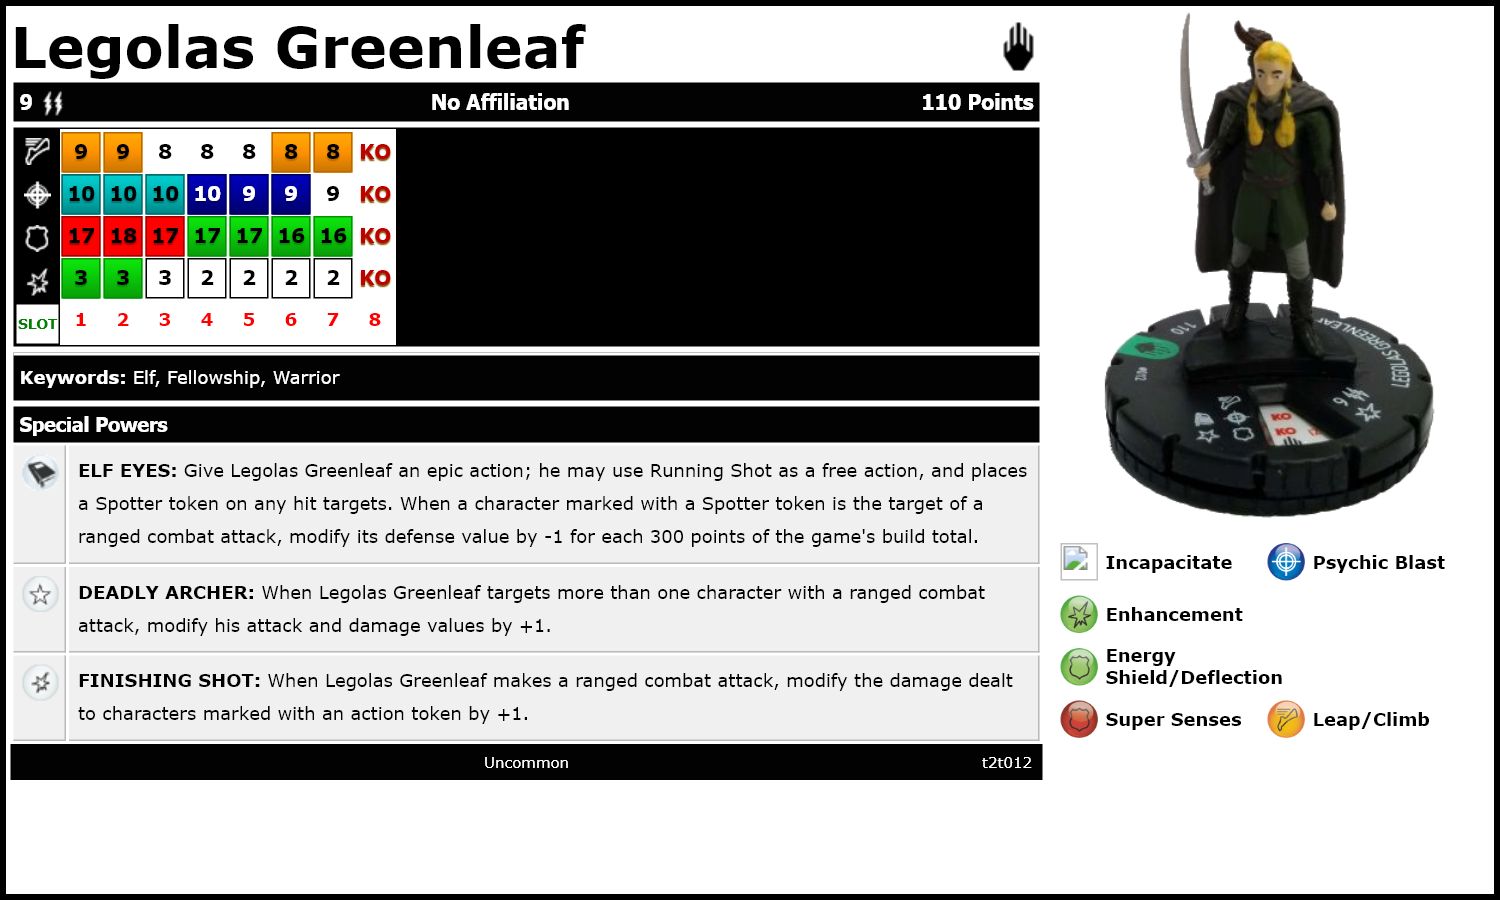 Legolas Greenleaf
9 No Affiliation 110 Points
9 9 8 8 8 8 8 KO
10 10 10 10 9 9 9 KO
17 18 17 17 17 16 16 KO
3 3 3 2 2 2 2 KO
SLOT 1 2 3 4 5 6 7 8
Keywords: Elf, Fellowship, Warrior
Special Powers
ELF EYES: Give Legolas Greenleaf an epic action; he may use Running Shot as a free action, and places
a Spotter token on any hit targets. When a character marked with a Spotter token is the target of a
ranged combat attack, modify its defense value by -1 for each 300 points of the game's build total.
DEADLY ARCHER: When Legolas Greenleaf targets more than one character with a ranged combat
attack, modify his attack and damage values by +1.
FINISHING SHOT: When Legolas Greenleaf makes a ranged combat attack, modify the damage dealt
to characters marked with an action token by +1.
Uncommon t2t012
110
LEGOLAS GREENLEAF
#012
9
KO
KO
Incapacitate Psychic Blast
Enhancement
Energy
Shield/Deflection
Super Senses Leap/Climb